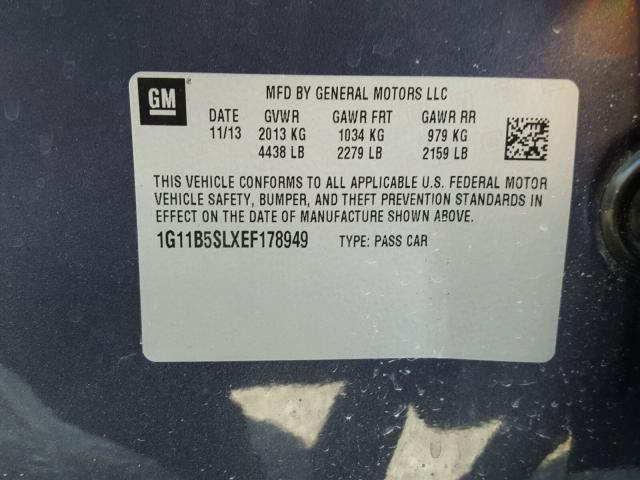 GM
MFD BY GENERAL MOTORS LLC
DATE GVWR GAWR FRT GAWR RR
11/13 2013 KG 1034 KG 979 KG
4438 LB 2279 LB 2159 LB
THIS VEHICLE CONFORMS TO ALL APPLICABLE U.S. FEDERAL MOTOR
VEHICLE SAFETY, BUMPER, AND THEFT PREVENTION STANDARDS IN
EFFECT ON THE DATE OF MANUFACTURE SHOWN ABOVE.
1G11B5SLXEF178949 TYPE: PASS CAR